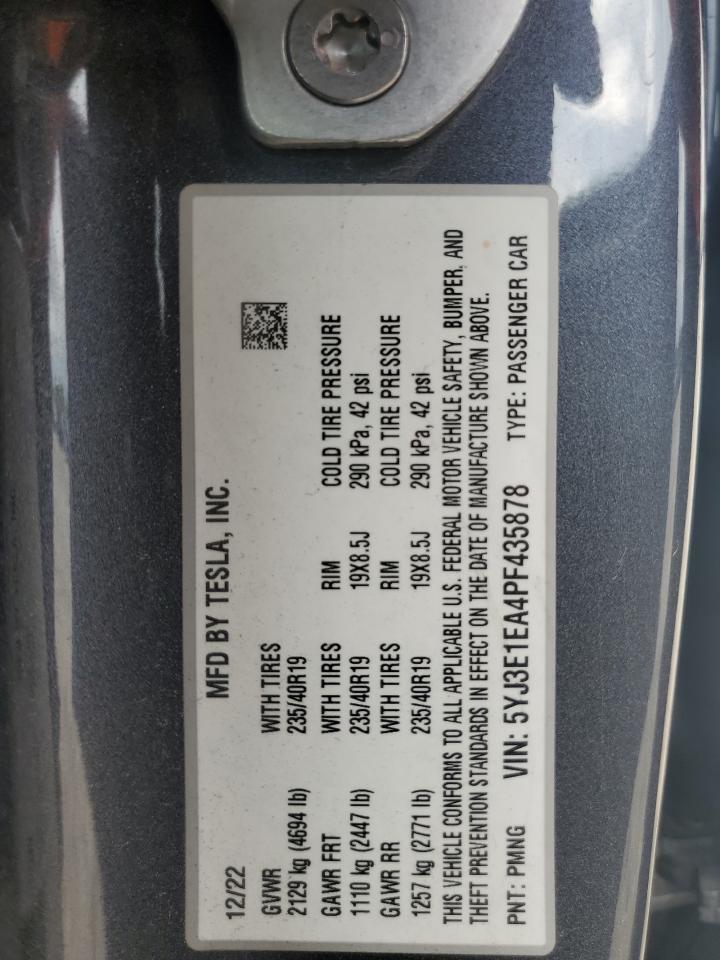 MFD BY TESLA, INC.
12/22
GVWR WITH TIRES
2129 kg (4694 lb) 235/40R19
GAWR FRT WITH TIRES RIM COLD TIRE PRESSURE
1110 kg (2447 lb) 235/40R19 19X8.5J 290 kPa, 42 psi
GAWR RR WITH TIRES RIM COLD TIRE PRESSURE
1257 kg (2771 lb) 235/40R19 19X8.5J 290 kPa, 42 psi
THIS VEHICLE CONFORMS TO ALL APPLICABLE U.S. FEDERAL MOTOR VEHICLE SAFETY, BUMPER, AND
THEFT PREVENTION STANDARDS IN EFFECT ON THE DATE OF MANUFACTURE SHOWN ABOVE.
PNT: PMNG VIN: 5YJ3E1EA4PF435878 TYPE: PASSENGER CAR